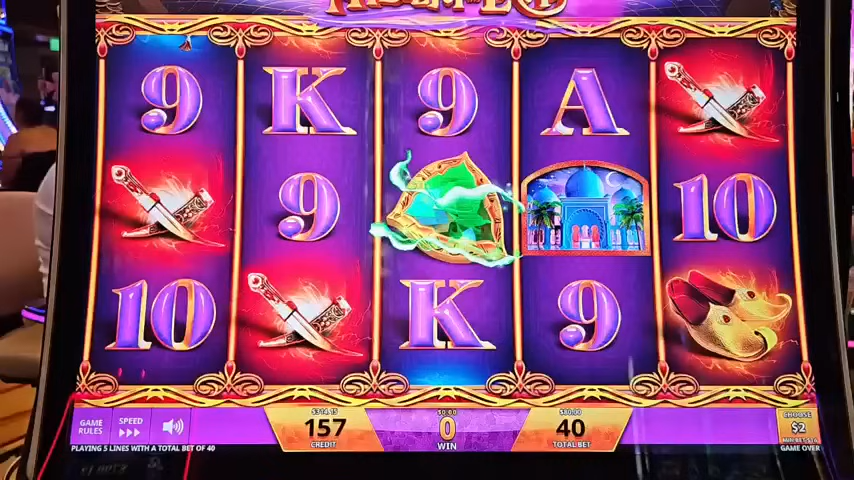 9 K 9 A
9 10
10 K 9
GAME RULES
SPEED
$314.15
157
CREDIT
$0.00
0
WIN
$80.00
40
TOTAL BET
CHOOSE
$2
PLAYING 5 LINES WITH A TOTAL BET OF 40
GAME OVER